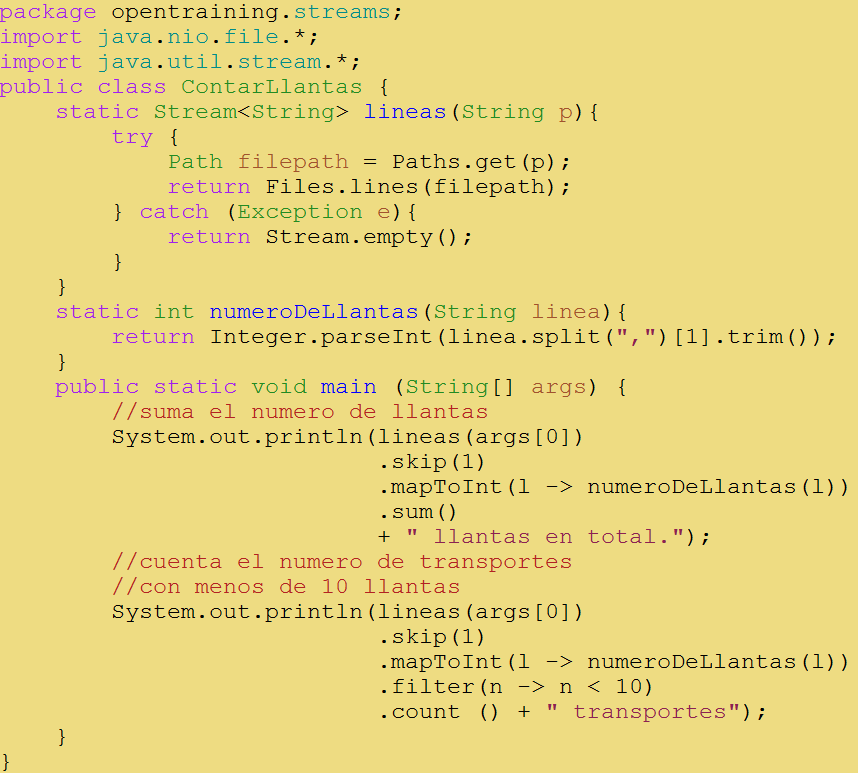 package opentraining.streams;
import java.nio.file.*;
import java.util.stream.*;
public class ContarLlantas {
    static Stream<String> lineas(String p){
        try {
            Path filepath = Paths.get(p);
            return Files.lines(filepath);
        } catch (Exception e){
            return Stream.empty();
        }
    }
    static int numeroDeLlantas(String linea){
        return Integer.parseInt(linea.split(",")[1].trim());
    }
    public static void main (String[] args) {
        //suma el numero de llantas
        System.out.println(lineas(args[0])
                           .skip(1)
                           .mapToInt(l -> numeroDeLlantas(l))
                           .sum()
                           + " llantas en total.");
        //cuenta el numero de transportes
        //con menos de 10 llantas
        System.out.println(lineas(args[0])
                           .skip(1)
                           .mapToInt(l -> numeroDeLlantas(l))
                           .filter(n -> n < 10)
                           .count () + " transportes");
    }
}